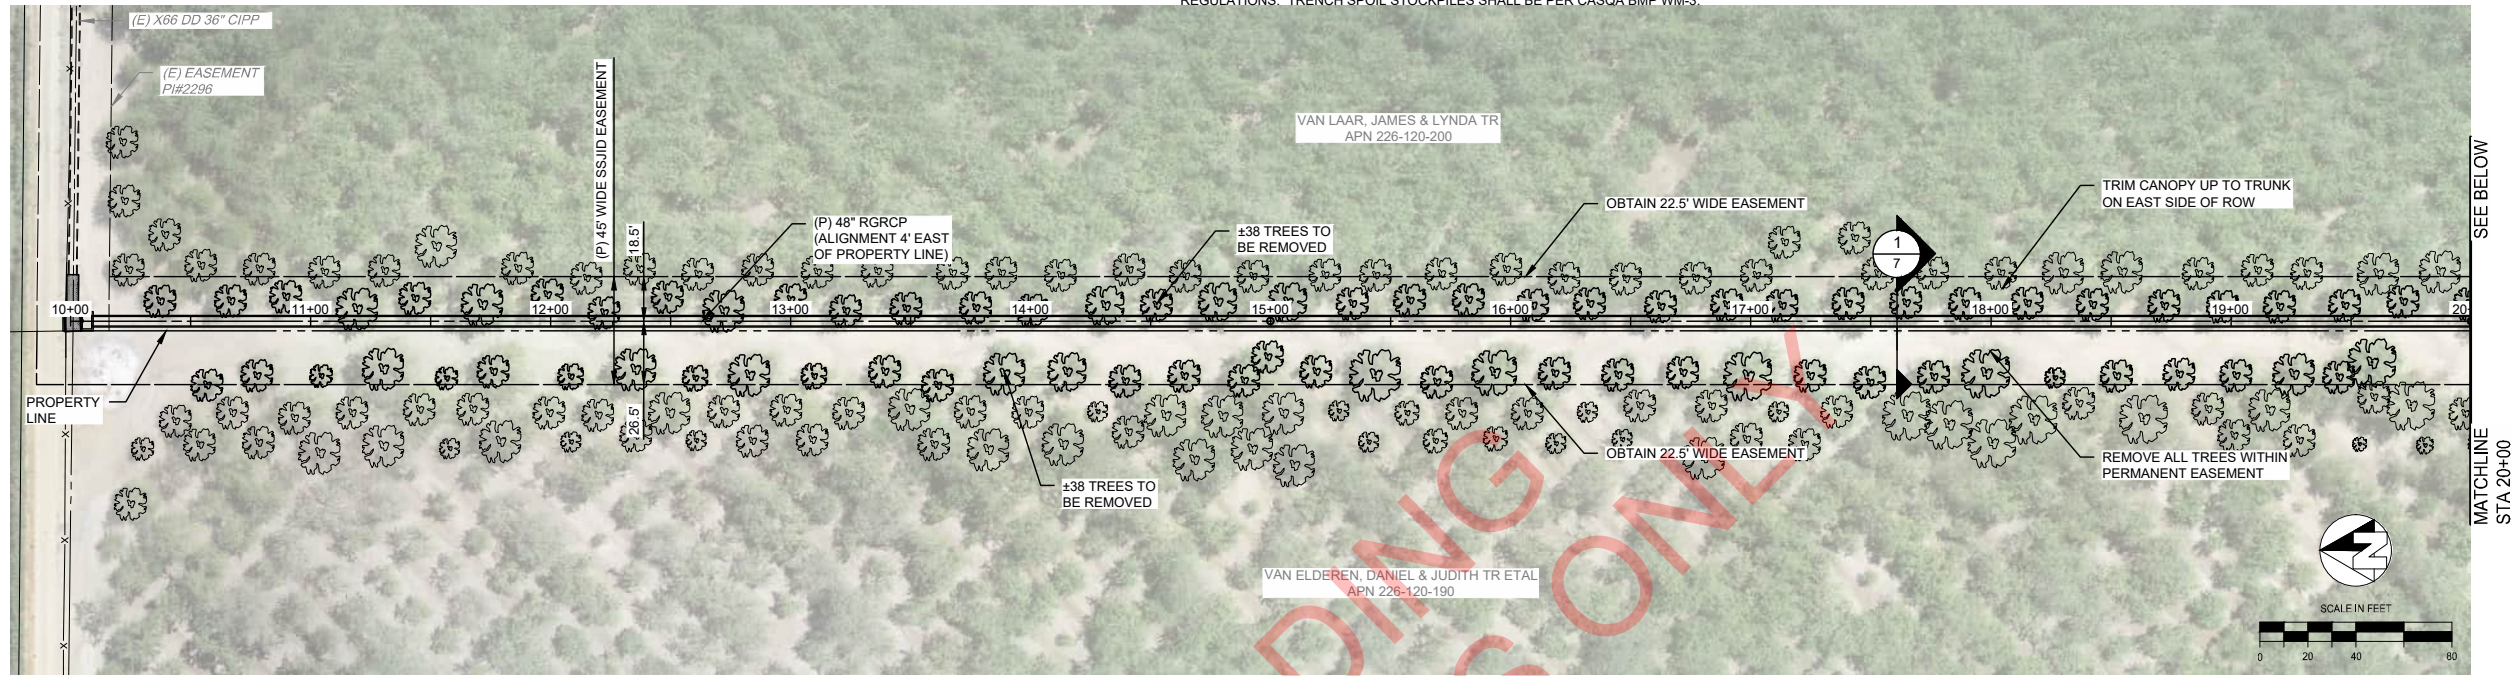 REGULATIONS. TRENCH SPOIL STOCKPILES SHALL BE PER CASQA BMP WM-3.
(E) X66 DD 36" CIPP
(E) EASEMENT
PI#2296
(P) 45' WIDE SSJID EASEMENT
18.5'
(P) 48" RGRCP
(ALIGNMENT 4' EAST
OF PROPERTY LINE)
±38 TREES TO
BE REMOVED
VAN LAAR, JAMES & LYNDA TR
APN 226-120-200
OBTAIN 22.5' WIDE EASEMENT
1
7
TRIM CANOPY UP TO TRUNK
ON EAST SIDE OF ROW
SEE BELOW
10+00
11+00
12+00
13+00
14+00
15+00
16+00
17+00
18+00
19+00
20
PROPERTY
LINE
26.5'
±38 TREES TO
BE REMOVED
OBTAIN 22.5' WIDE EASEMENT
REMOVE ALL TREES WITHIN
PERMANENT EASEMENT
MATCHLINE
STA 20+00
VAN ELDEREN, DANIEL & JUDITH TR ETAL
APN 226-120-190
DING
G ONLY
Z
SCALE IN FEET
0 20 40 80
X
X
X
X
X